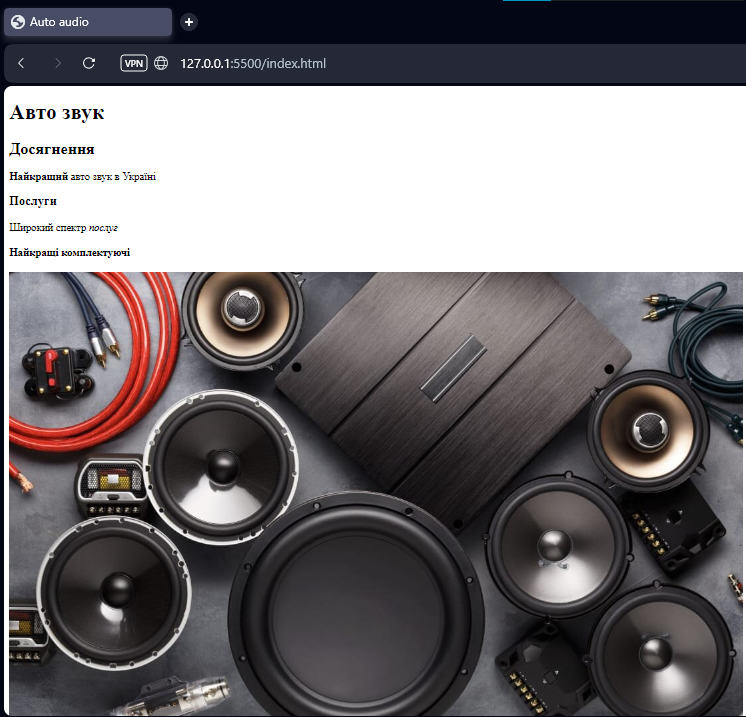 Auto audio
VPN 127.0.0.1:5500/index.html
Авто звук
Досягнення
Найкращий авто звук в Україні
Послуги
Широкий спектр послуг
Найкращі комплектуючі